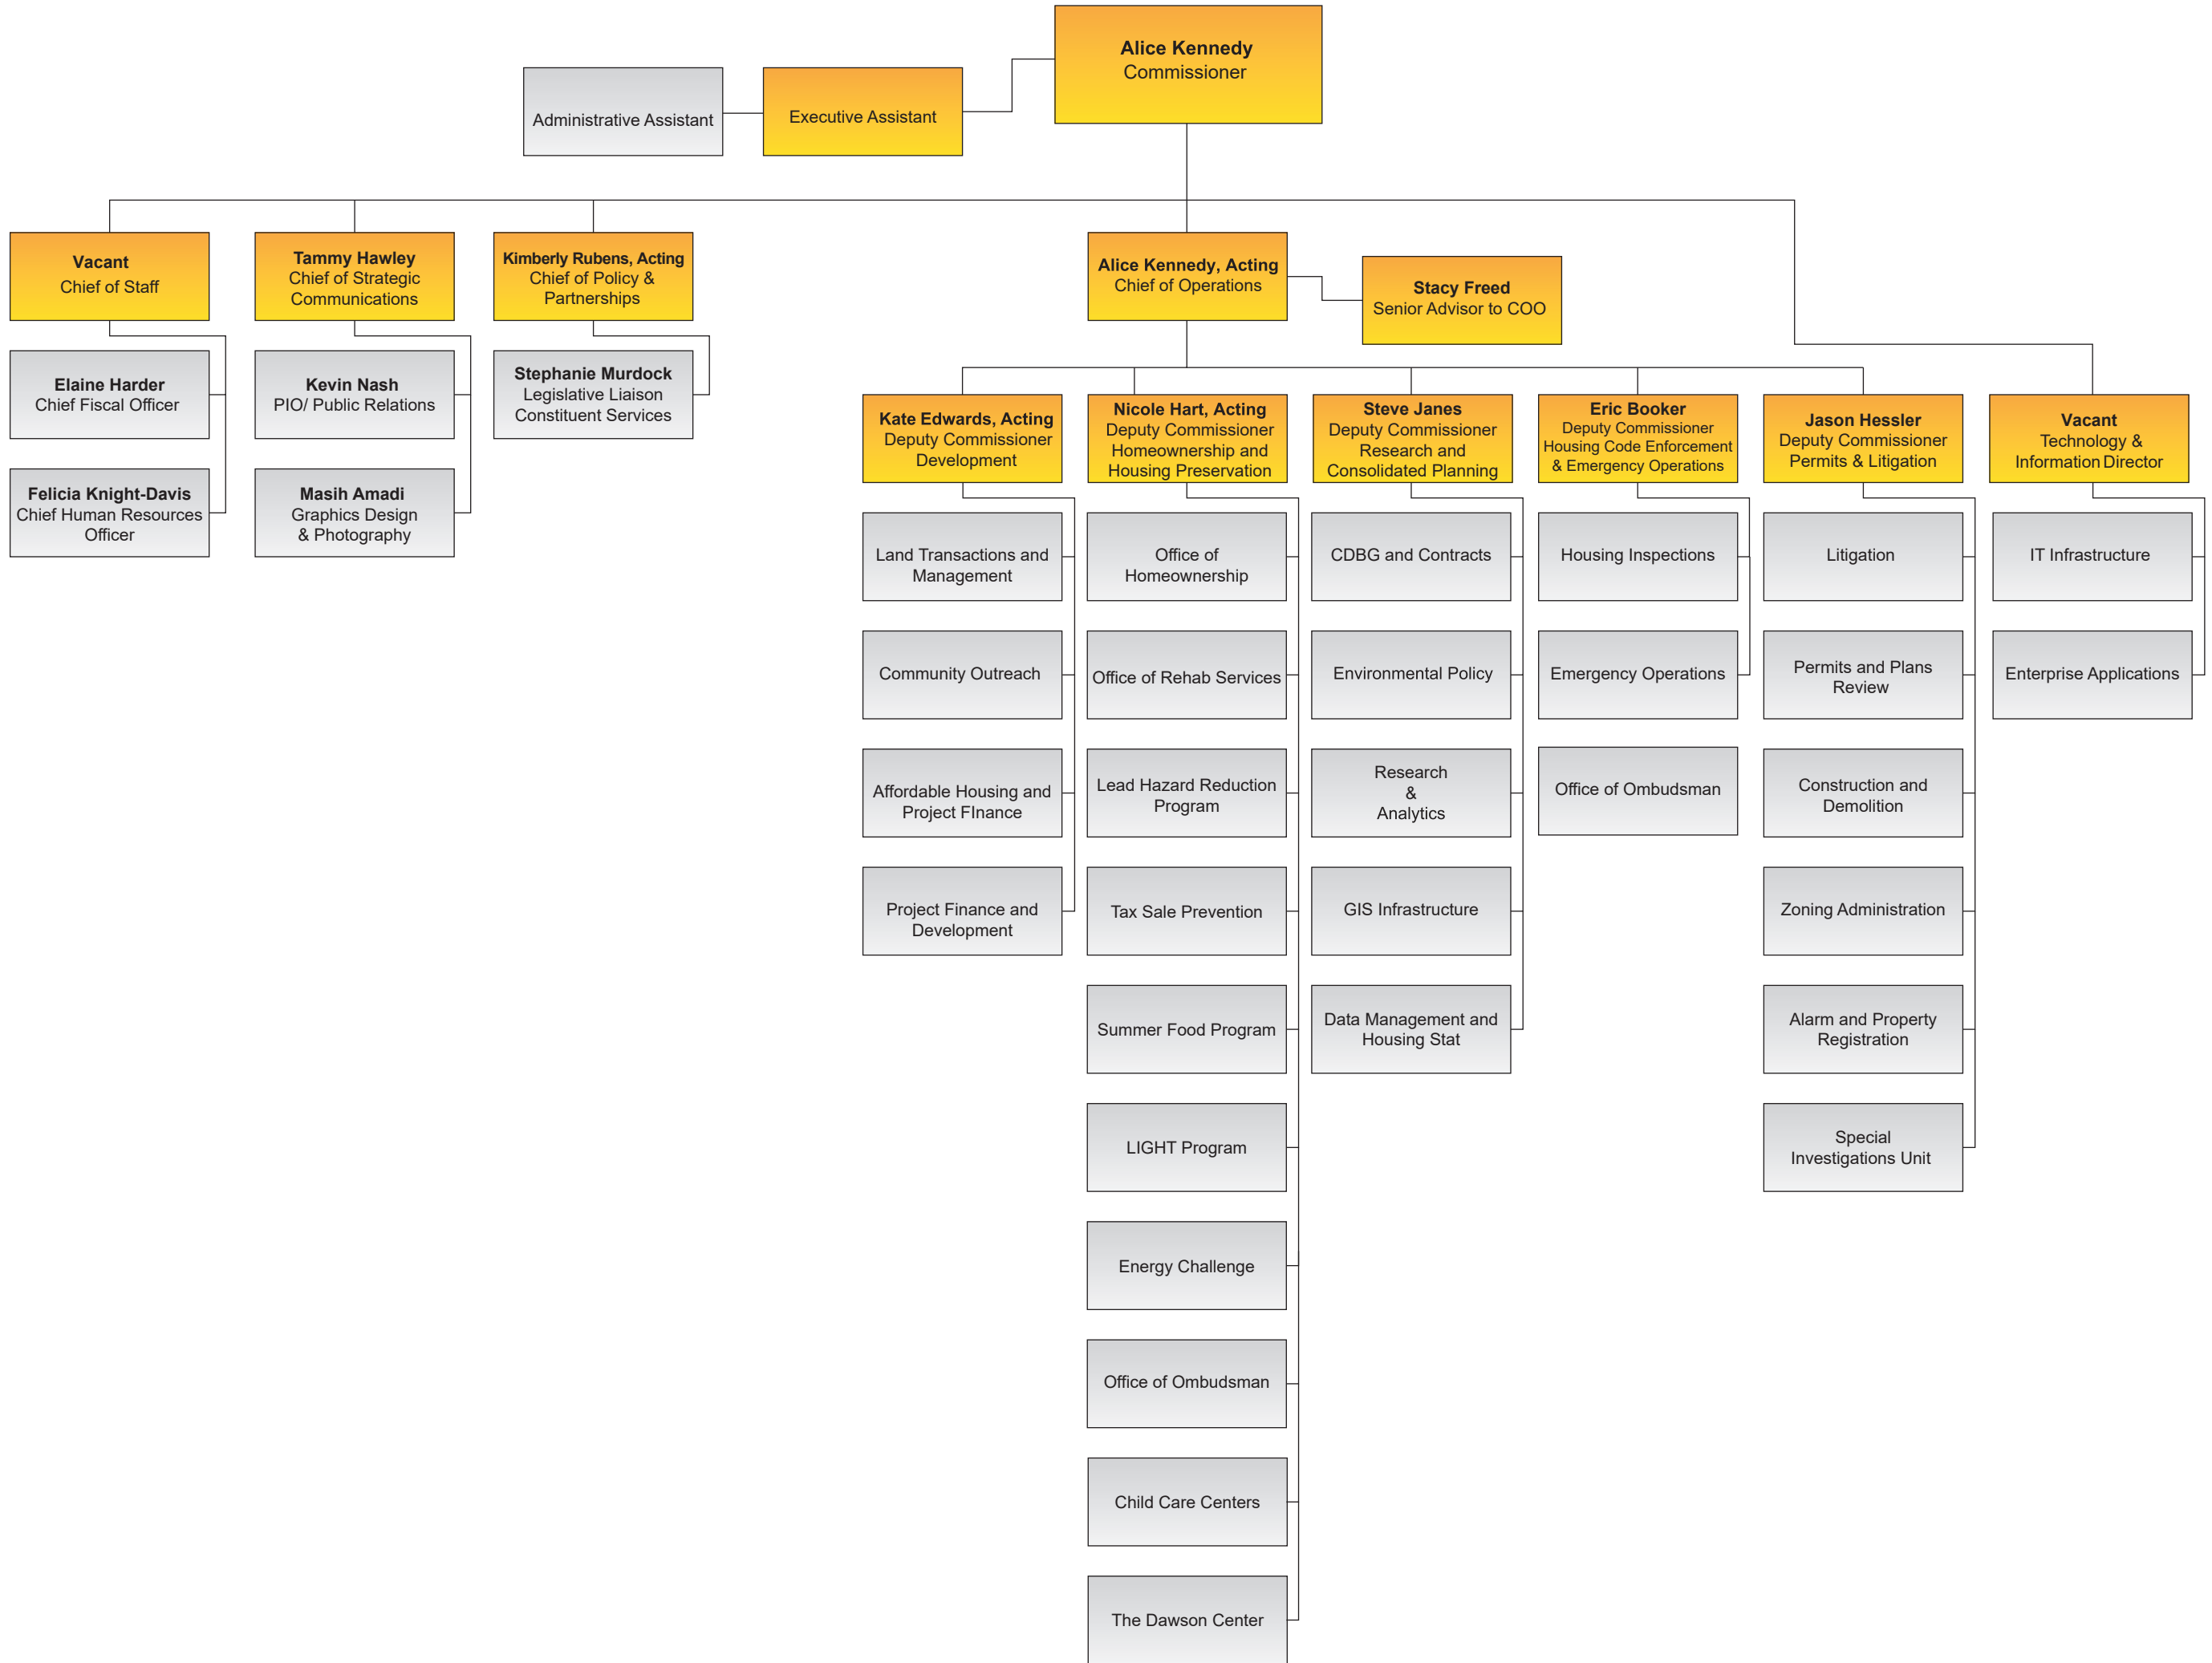 Alice Kennedy
Commissioner
Administrative Assistant
Executive Assistant
Vacant
Chief of Staff
Tammy Hawley
Chief of Strategic
Communications
Kimberly Rubens, Acting
Chief of Policy &
Partnerships
Alice Kennedy, Acting
Chief of Operations
Stacy Freed
Senior Advisor to COO
Elaine Harder
Chief Fiscal Officer
Kevin Nash
PIO/ Public Relations
Stephanie Murdock
Legislative Liaison
Constituent Services
Felicia Knight-Davis
Chief Human Resources
Officer
Masih Amadi
Graphics Design
& Photography
Kate Edwards, Acting
Deputy Commissioner
Development
Nicole Hart, Acting
Deputy Commissioner
Homeownership and
Housing Preservation
Steve Janes
Deputy Commissioner
Research and
Consolidated Planning
Eric Booker
Deputy Commissioner
Housing Code Enforcement
& Emergency Operations
Jason Hessler
Deputy Commissioner
Permits & Litigation
Vacant
Technology &
Information Director
Land Transactions and
Management
Community Outreach
Affordable Housing and
Project FInance
Project Finance and
Development
Office of
Homeownership
Office of Rehab Services
Lead Hazard Reduction
Program
Tax Sale Prevention
Summer Food Program
LIGHT Program
Energy Challenge
Office of Ombudsman
Child Care Centers
The Dawson Center
CDBG and Contracts
Environmental Policy
Research
&
Analytics
GIS Infrastructure
Data Management and
Housing Stat
Housing Inspections
Emergency Operations
Office of Ombudsman
Litigation
Permits and Plans
Review
Construction and
Demolition
Zoning Administration
Alarm and Property
Registration
Special
Investigations Unit
IT Infrastructure
Enterprise Applications